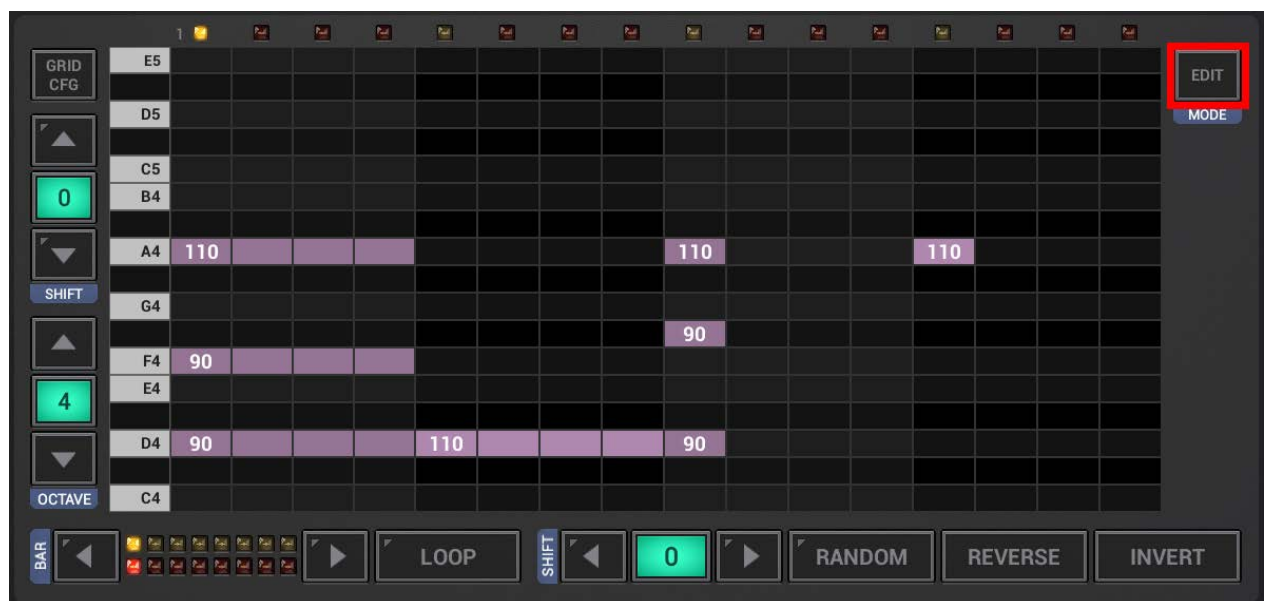 1
GRID
CFG
E5
EDIT
MODE
D5
C5
0
B4
A4 110 110 110
SHIFT
G4
90
F4 90
E4
4
D4 90 110 90
OCTAVE
C4
BAR
LOOP
SHIFT
0
RANDOM
REVERSE
INVERT